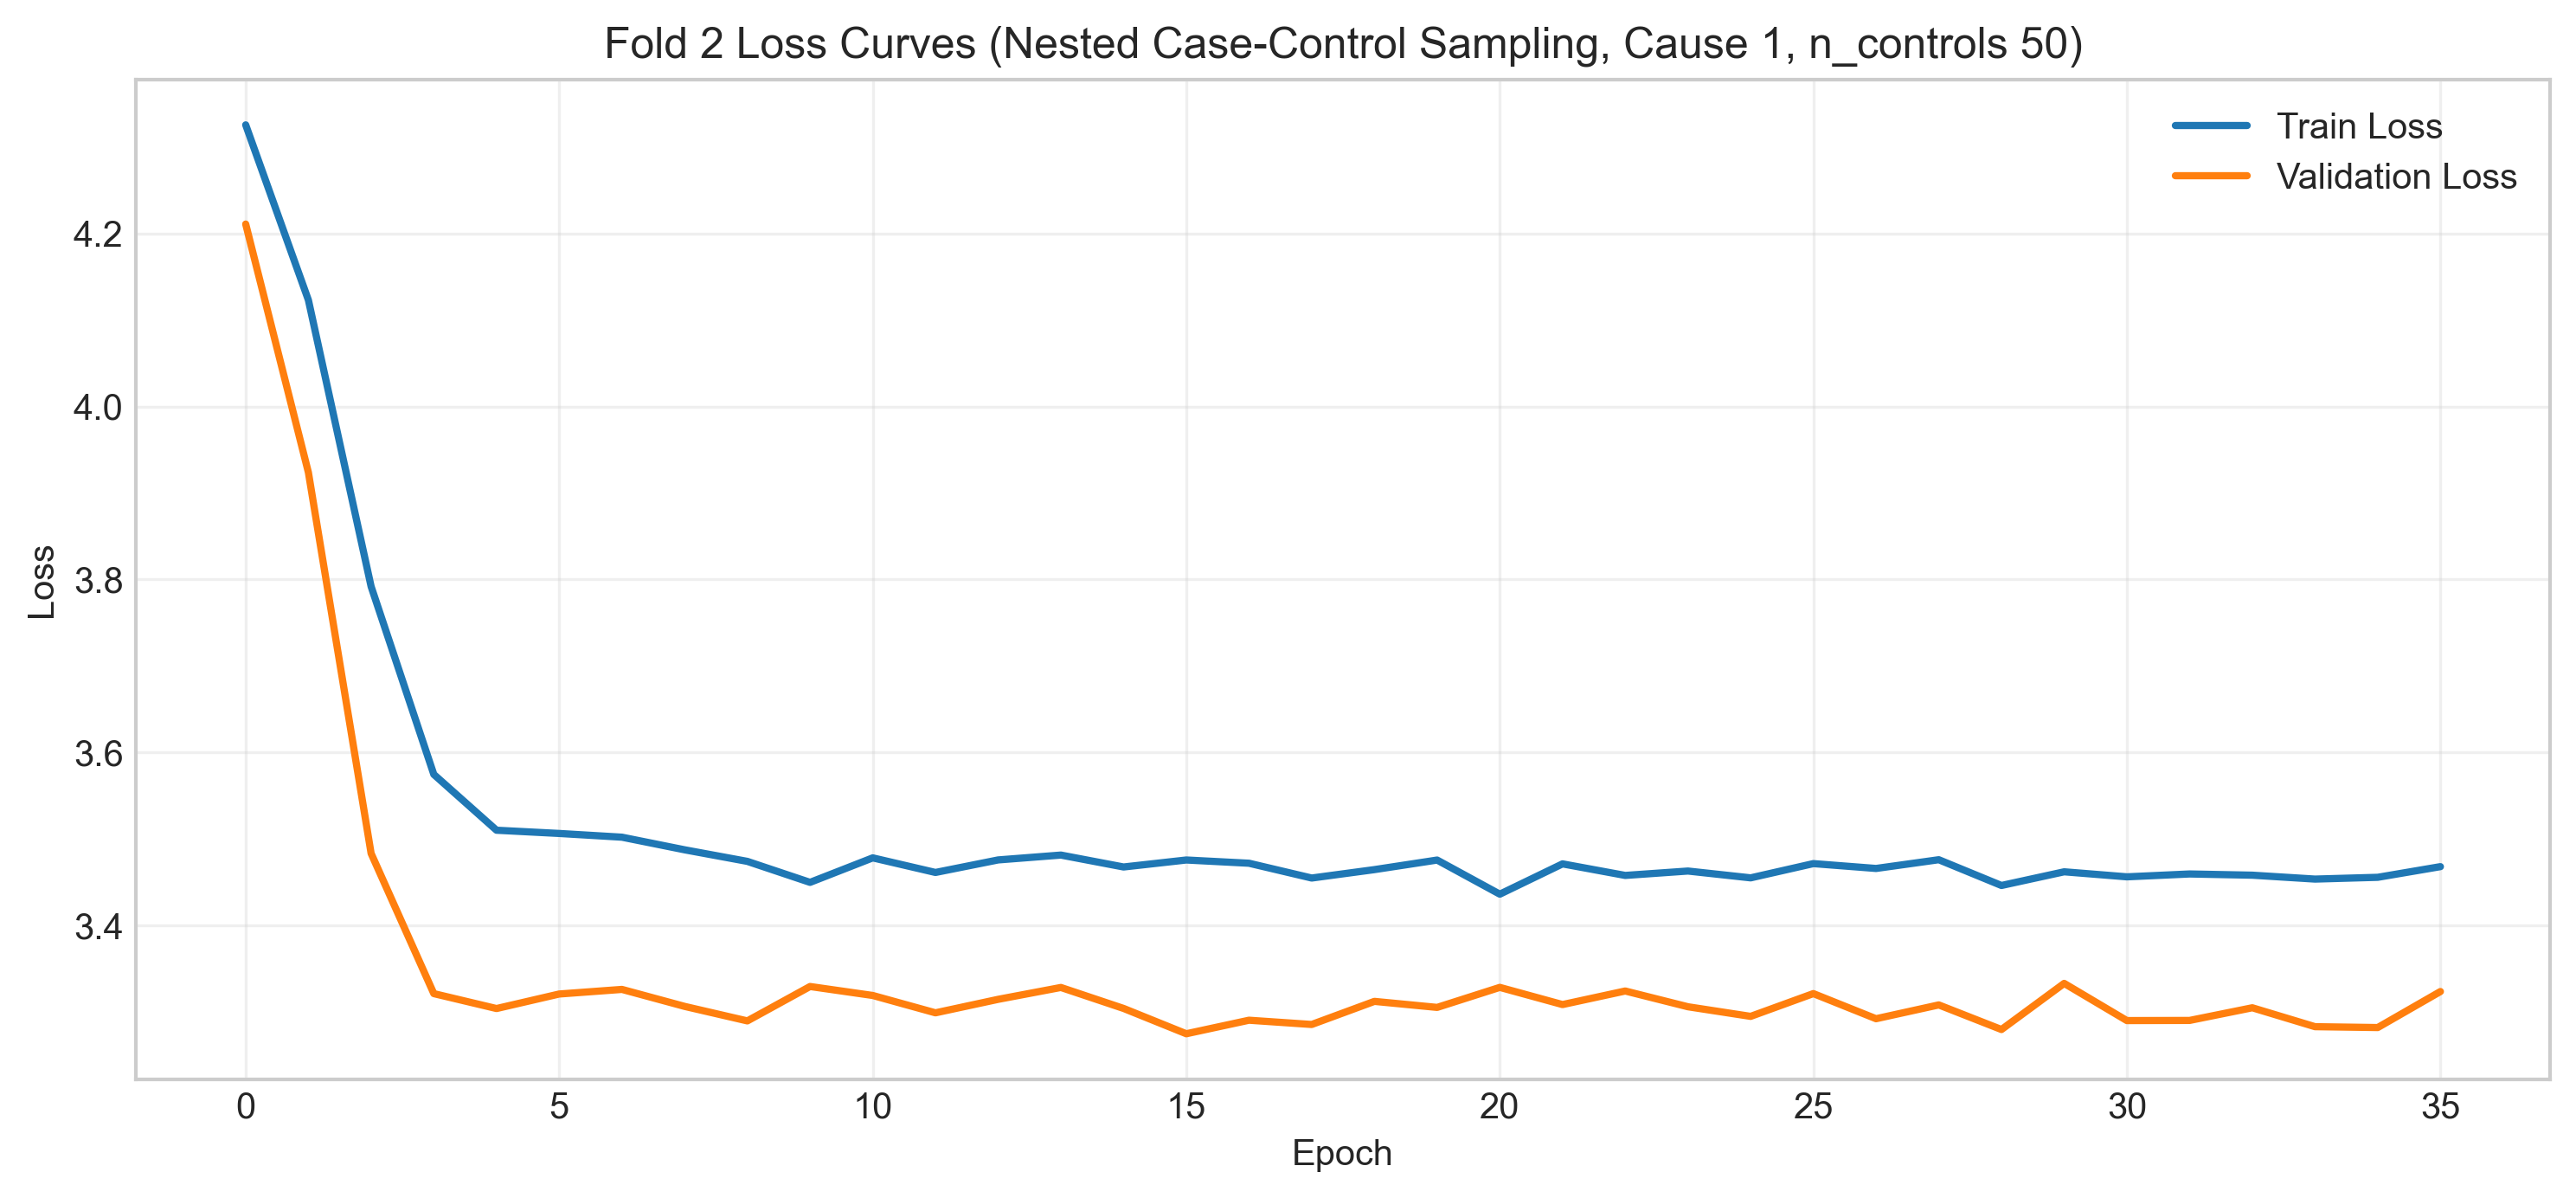 Fold 2 Loss Curves (Nested Case-Control Sampling, Cause 1, n_controls 50)
Train Loss
Validation Loss
4.2
4.0
3.8
3.6
3.4
Loss
0 5 10 15 20 25 30 35
Epoch